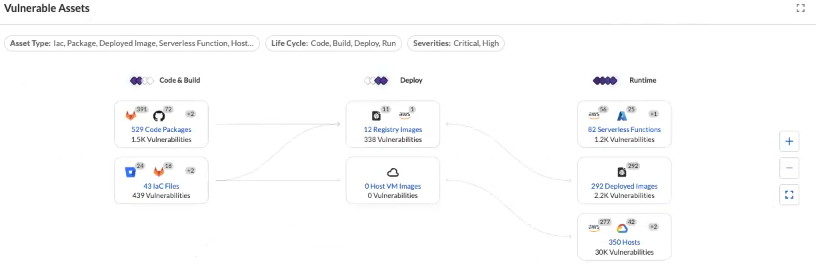 Vulnerable Assets
Asset Type: Iac, Package, Deployed Image, Serverless Function, Host...
Life Cycle: Code, Build, Deploy, Run
Severities: Critical, High
Code & Build
Deploy
Runtime
391
72
+2
529 Code Packages
1.5K Vulnerabilities
11
aws
1
12 Registry Images
338 Vulnerabilities
aws
56
25
+1
82 Serverless Functions
1.2K Vulnerabilities
24
16
+2
43 IaC Files
439 Vulnerabilities
0 Host VM Images
0 Vulnerabilities
292
292 Deployed Images
2.2K Vulnerabilities
aws
277
42
+2
350 Hosts
30K Vulnerabilities